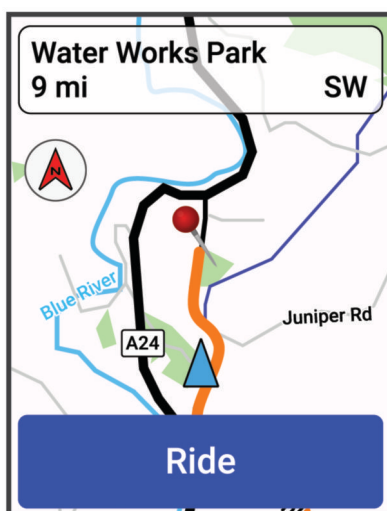 Water Works Park
9 mi SW
N
Blue River
Juniper Rd
A24
Ride